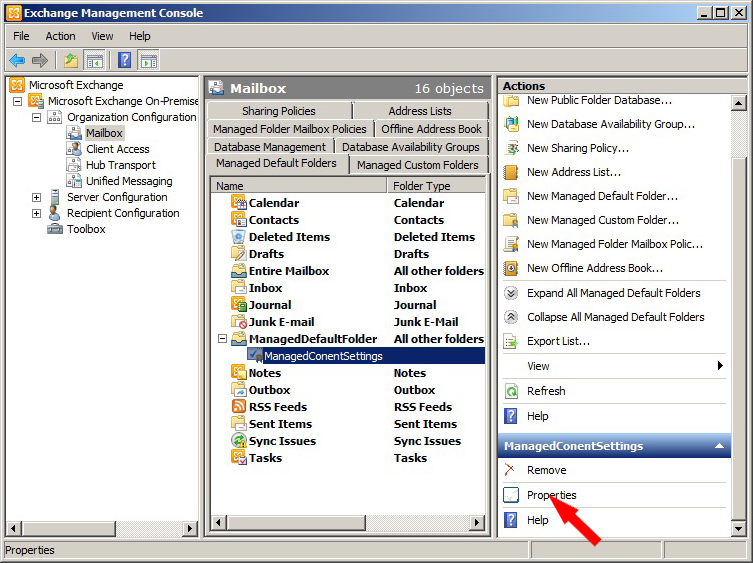 Exchange Management Console
File Action View Help
Microsoft Exchange
Microsoft Exchange On-Premise
Organization Configuration
Mailbox
Client Access
Hub Transport
Unified Messaging
Server Configuration
Recipient Configuration
Toolbox
Mailbox 16 objects
Sharing Policies Address Lists
Managed Folder Mailbox Policies Offline Address Book
Database Management Database Availability Groups
Managed Default Folders Managed Custom Folders
Name Folder Type
Calendar Calendar
Contacts Contacts
Deleted Items Deleted Items
Drafts Drafts
Entire Mailbox All other folders
Inbox Inbox
Journal Journal
Junk E-mail Junk E-Mail
ManagedDefaultFolder All other folders
ManagedConentSettings
Notes Notes
Outbox Outbox
RSS Feeds RSS Feeds
Sent Items Sent Items
Sync Issues Sync Issues
Tasks Tasks
Actions
New Public Folder Database...
New Database Availability Group...
New Sharing Policy...
New Address List...
New Managed Default Folder...
New Managed Custom Folder...
New Managed Folder Mailbox Polic...
New Offline Address Book...
Expand All Managed Default Folders
Collapse All Managed Default Folders
Export List...
View
Refresh
Help
ManagedConentSettings
Remove
Properties
Help
Properties